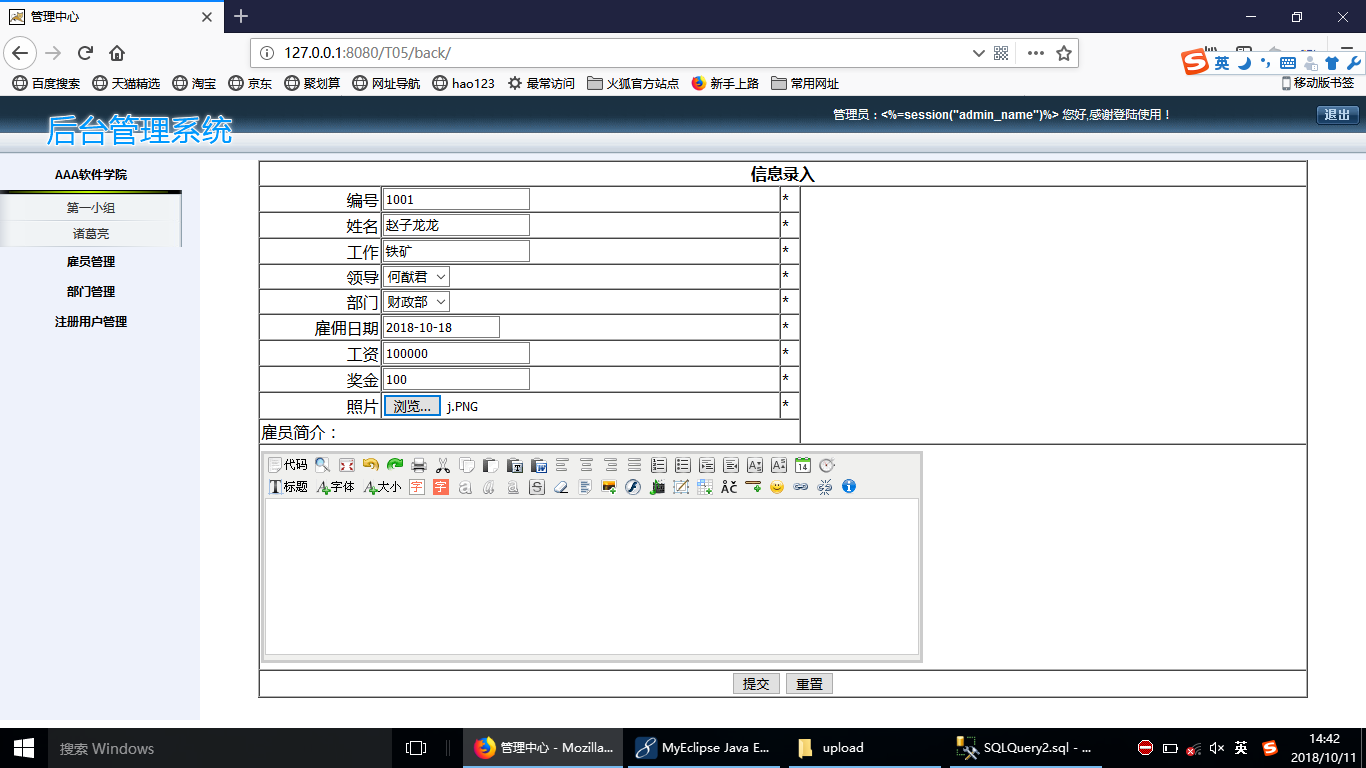 管理中心
127.0.0.1:8080/T05/back/
英
百度搜索 天猫精选 淘宝 京东 聚划算 网址导航 hao123 最常访问 火狐官方站点 新手上路 常用网址 移动版书签
后台管理系统
管理员：<%=session("admin_name")%> 您好,感谢登陆使用！
退出
AAA软件学院
第一小组
诸葛亮
雇员管理
部门管理
注册用户管理
信息录入
编号 1001 *
姓名 赵子龙龙 *
工作 铁矿 *
领导 何猷君 *
部门 财政部 *
雇佣日期 2018-10-18 *
工资 100000 *
奖金 100 *
照片 浏览... j.PNG *
雇员简介：
代码
标题 字体 大小 字 字
提交 重置
搜索 Windows
管理中心 - Mozilla...
MyEclipse Java E...
upload
SQLQuery2.sql - ...
英
14:42
2018/10/11